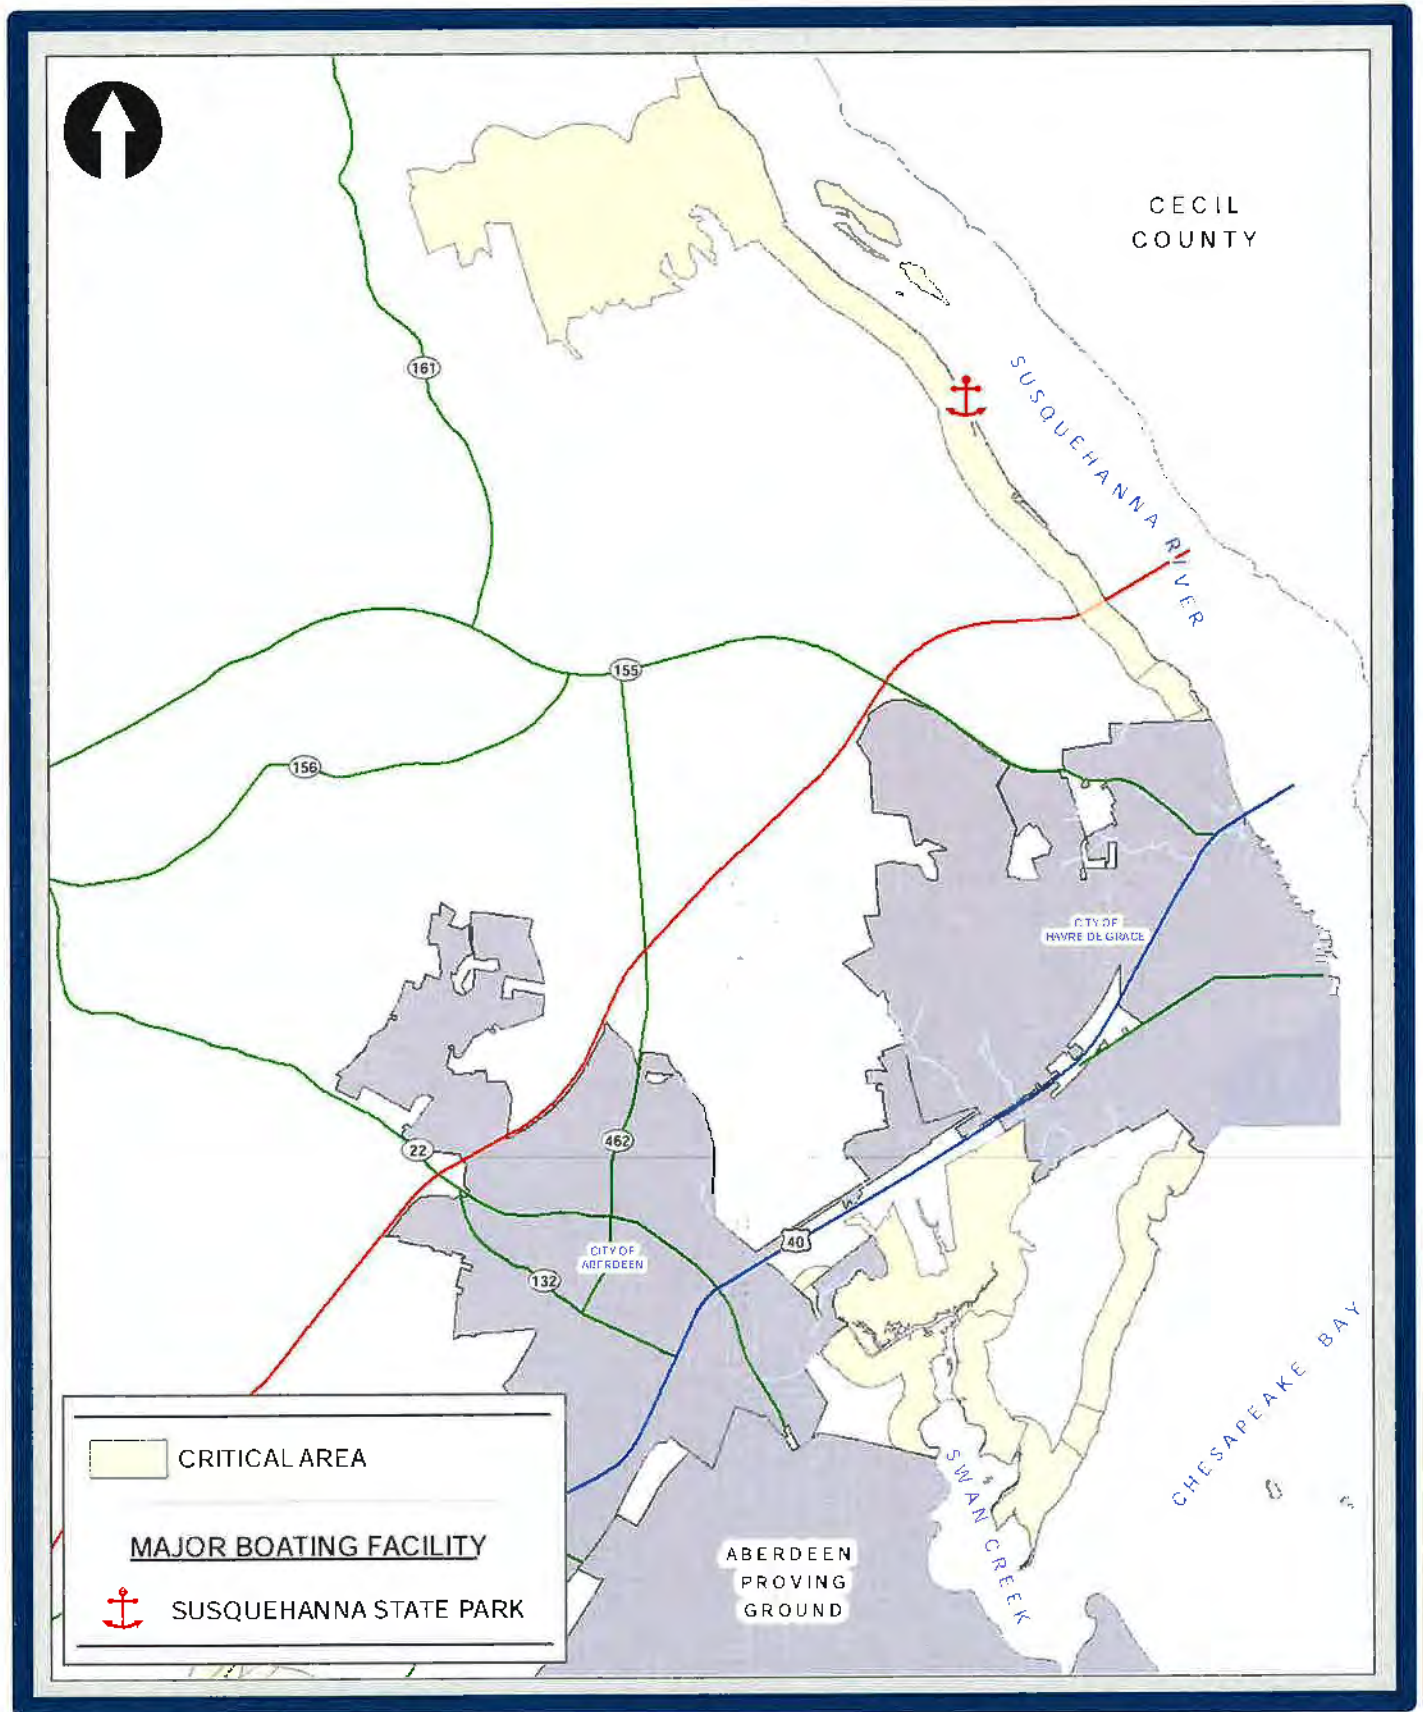 CECIL
COUNTY
161
SUSQUEHANNA RIVER
155
156
CITY OF
HAVRE DE GRACE
22
462
40
CITY OF
ABERDEEN
132
CHESAPEAKE BAY
CRITICAL AREA
SWAN CREEK
MAJOR BOATING FACILITY
ABERDEEN
PROVING
GROUND
SUSQUEHANNA STATE PARK